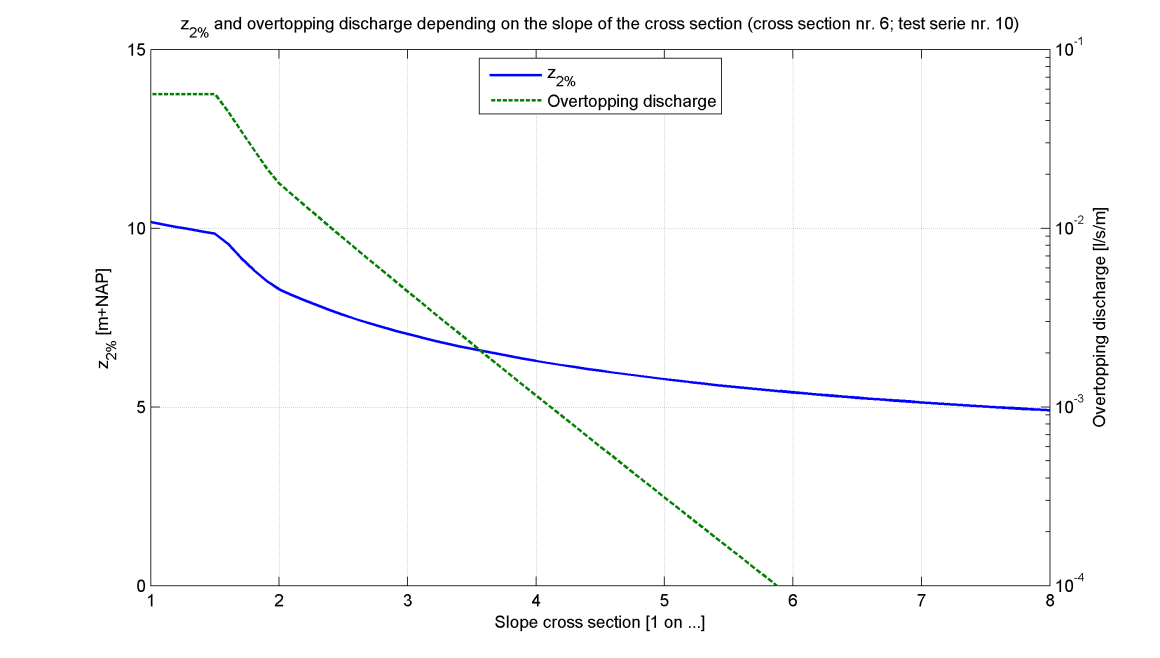 z2% and overtopping discharge depending on the slope of the cross section (cross section nr. 6; test serie nr. 10)
z2%
Overtopping discharge
15
10
5
0
z2% [m+NAP]
10-1
10-2
10-3
10-4
Overtopping discharge [l/s/m]
1 2 3 4 5 6 7 8
Slope cross section [1 on ...]